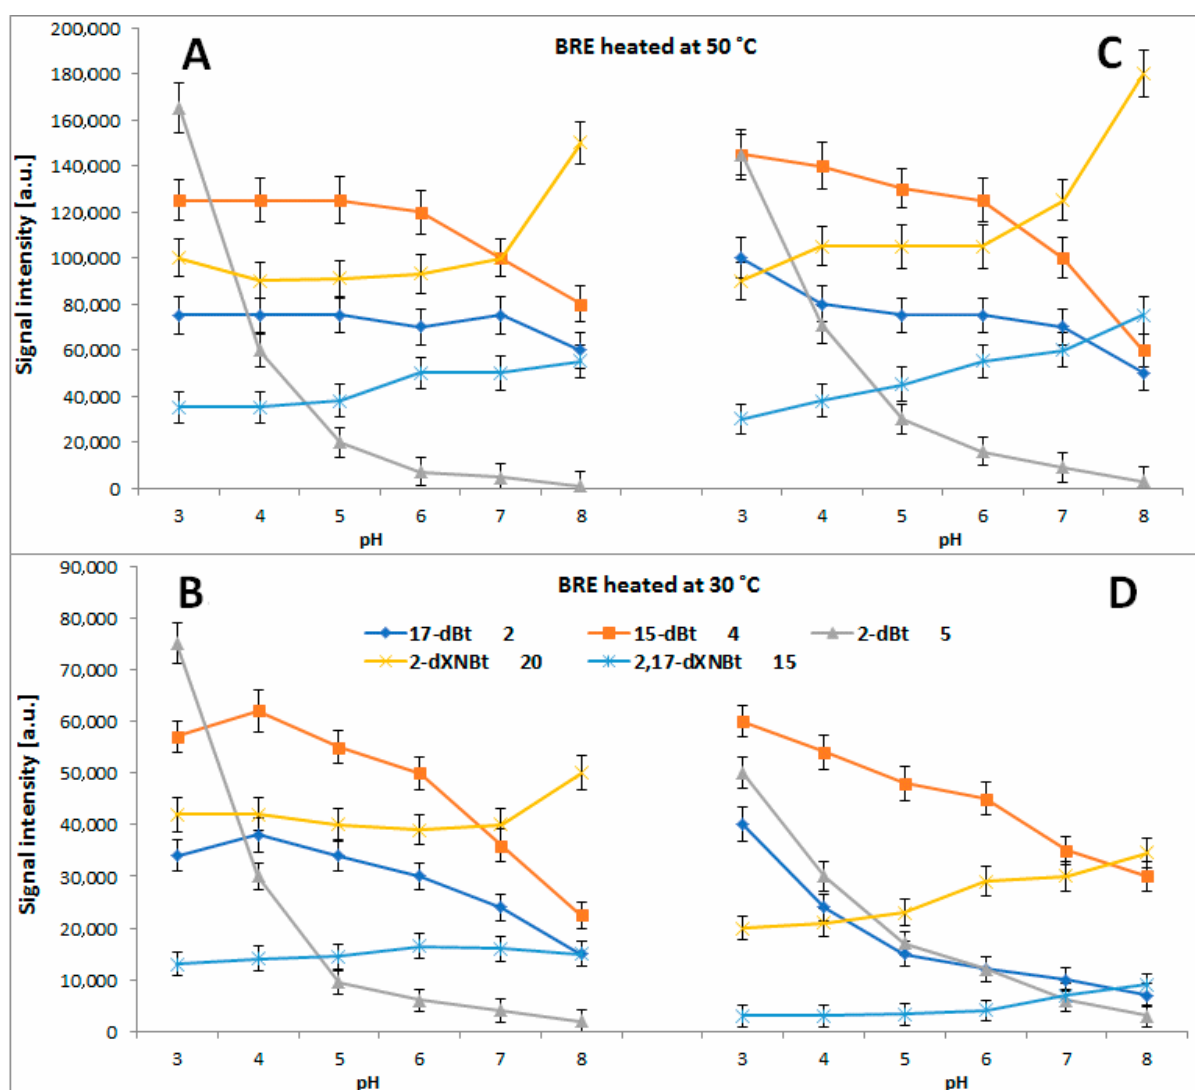 BRE heated at 50 ˚C
A
C
Signal intensity [a.u.]
200,000
180,000
160,000
140,000
120,000
100,000
80,000
60,000
40,000
20,000
0
3 4 5 6 7 8 3 4 5 6 7 8
pH pH
BRE heated at 30 ˚C
B
D
17-dBt 2 15-dBt 4 2-dBt 5
2-dXNBt 20 2,17-dXNBt 15
Signal intensity [a.u.]
90,000
80,000
70,000
60,000
50,000
40,000
30,000
20,000
10,000
0
3 4 5 6 7 8 3 4 5 6 7 8
pH pH